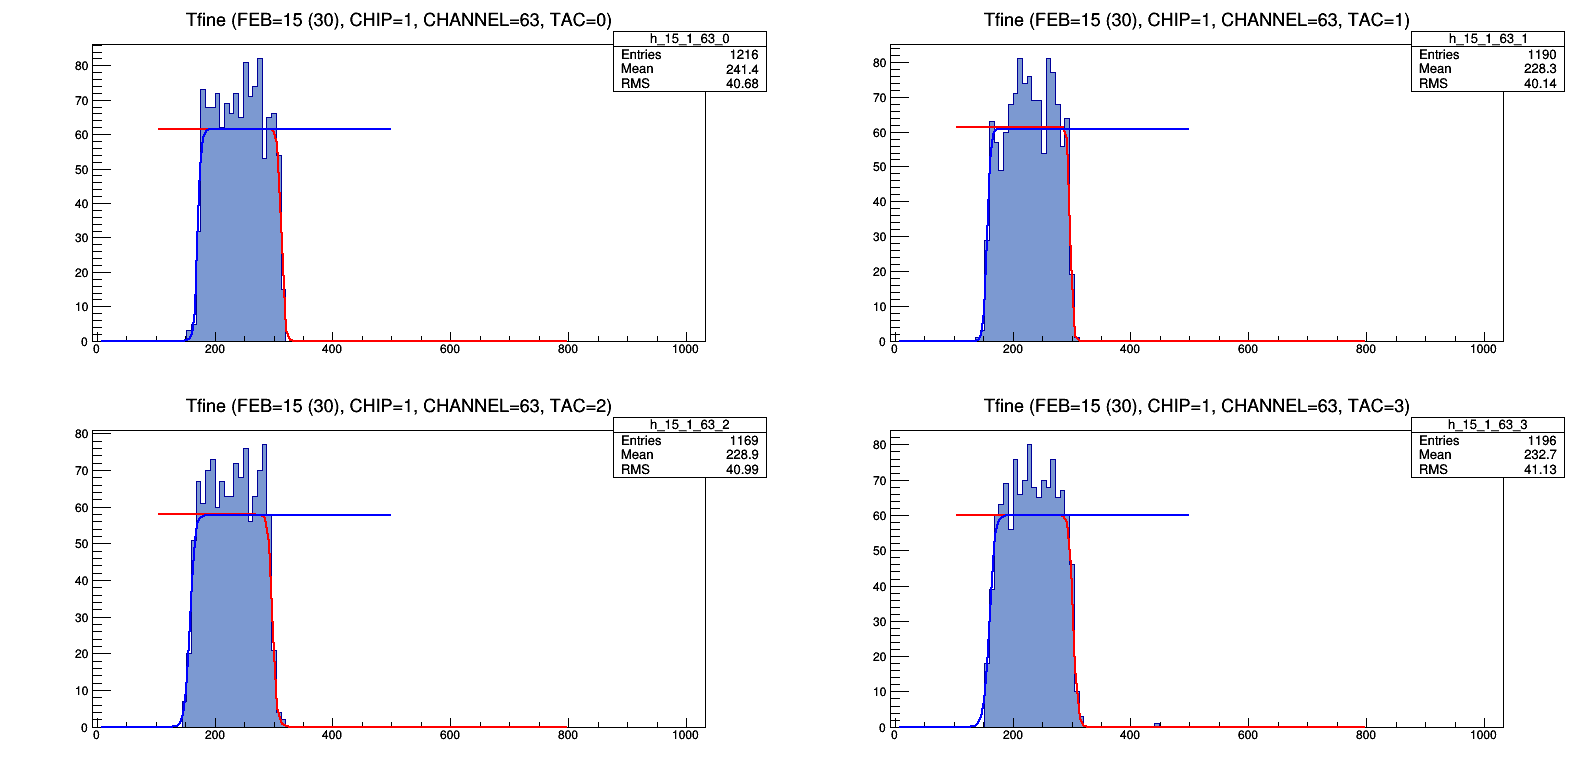 Tfine (FEB=15 (30), CHIP=1, CHANNEL=63, TAC=0)
h_15_1_63_0
Entries 1216
Mean 241.4
RMS 40.68
80
70
60
50
40
30
20
10
0
0 200 400 600 800 1000
Tfine (FEB=15 (30), CHIP=1, CHANNEL=63, TAC=1)
h_15_1_63_1
Entries 1190
Mean 228.3
RMS 40.14
80
70
60
50
40
30
20
10
0
0 200 400 600 800 1000
Tfine (FEB=15 (30), CHIP=1, CHANNEL=63, TAC=2)
h_15_1_63_2
Entries 1169
Mean 228.9
RMS 40.99
80
70
60
50
40
30
20
10
0
0 200 400 600 800 1000
Tfine (FEB=15 (30), CHIP=1, CHANNEL=63, TAC=3)
h_15_1_63_3
Entries 1196
Mean 232.7
RMS 41.13
80
70
60
50
40
30
20
10
0
0 200 400 600 800 1000